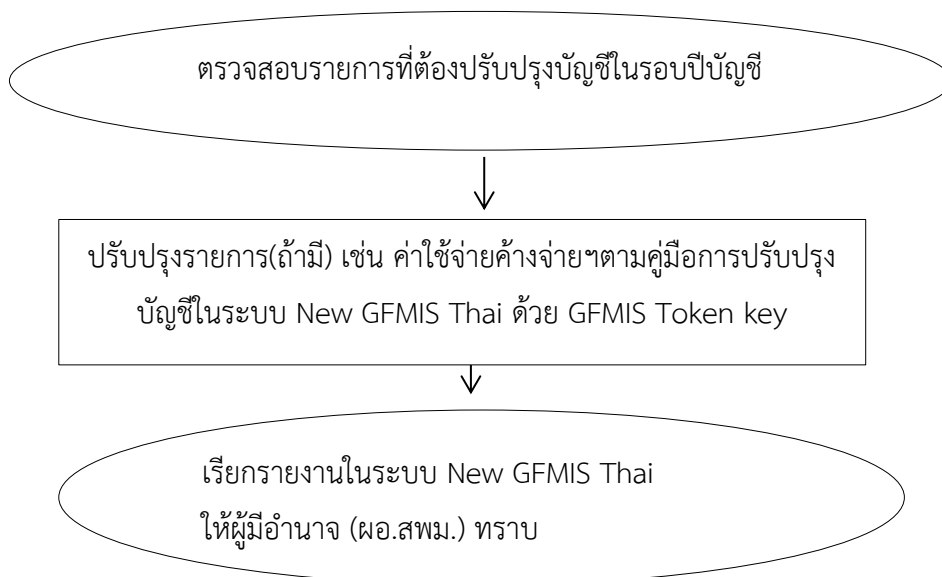 ตรวจสอบรายการที่ต้องปรับปรุงบัญชีในรอบปีบัญชี
ปรับปรุงรายการ(ถ้ามี) เช่น ค่าใช้จ่ายค้างจ่ายฯตามคู่มือการปรับปรุง
บัญชีในระบบ New GFMIS Thai ด้วย GFMIS Token key
เรียกรายงานในระบบ New GFMIS Thai
ให้ผู้มีอำนาจ (ผอ.สพม.) ทราบ